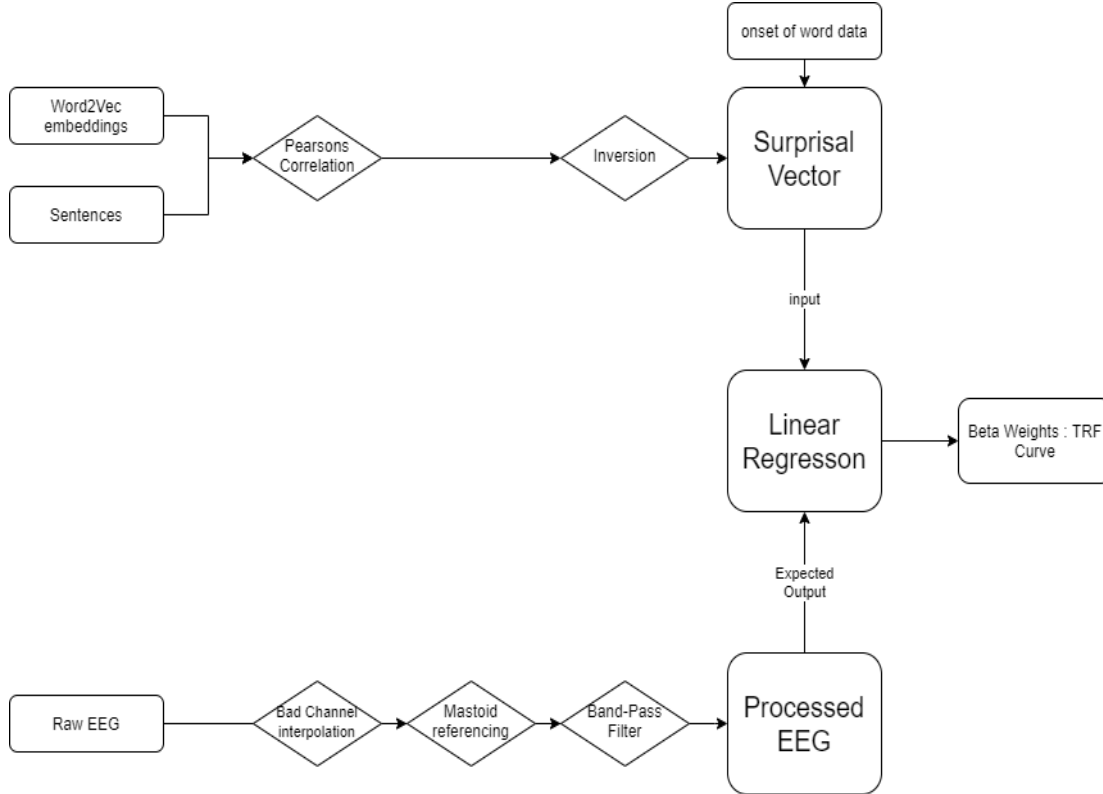 onset of word data
Word2Vec
embeddings
Pearsons
Correlation
Inversion
Surprisal
Vector
Sentences
input
Linear
Regresson
Beta Weights : TRF
Curve
Expected
Output
Raw EEG
Bad Channel
interpolation
Mastoid
referencing
Band-Pass
Filter
Processed
EEG